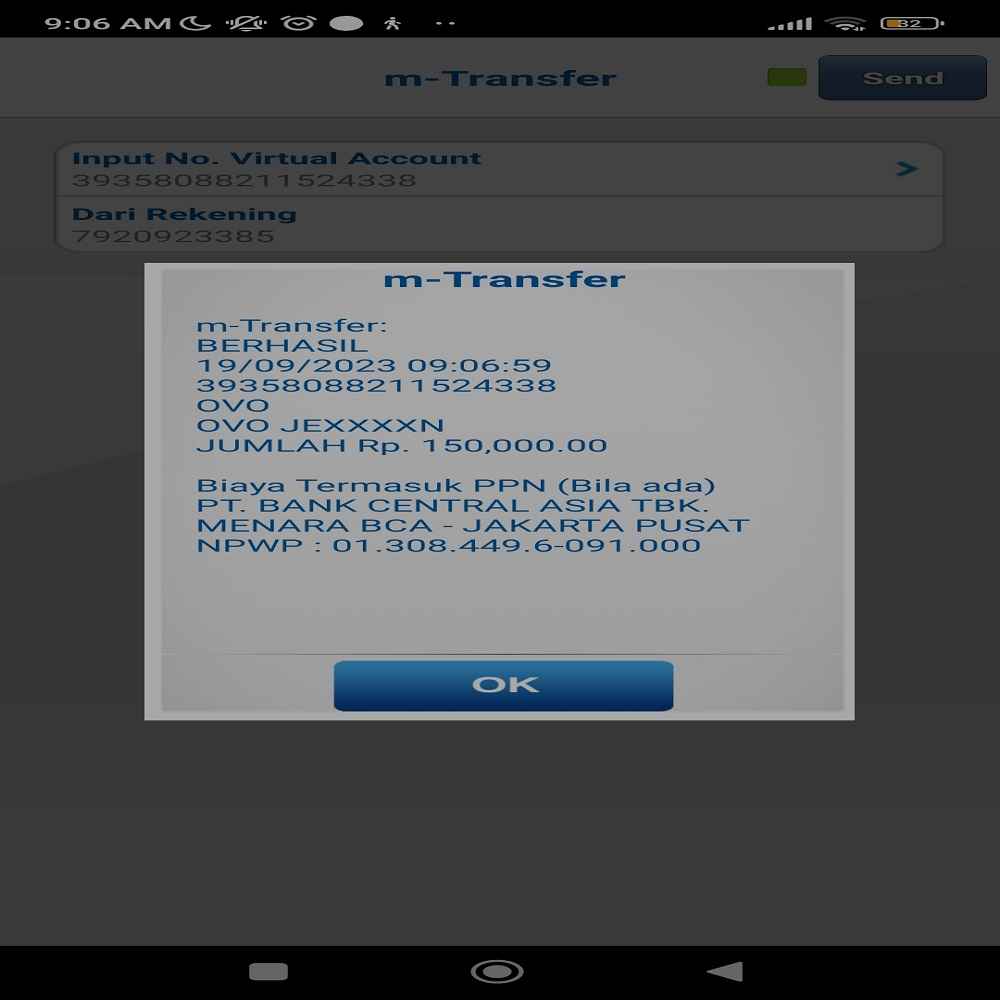 9:06 AM
32
m-Transfer
Send
Input No. Virtual Account
39358088211524338
Dari Rekening
7920923385
m-Transfer
m-Transfer:
BERHASIL
19/09/2023 09:06:59
39358088211524338
OVO
OVO JEXXXXN
JUMLAH Rp. 150,000.00
Biaya Termasuk PPN (Bila ada)
PT. BANK CENTRAL ASIA TBK.
MENARA BCA - JAKARTA PUSAT
NPWP : 01.308.449.6-091.000
OK